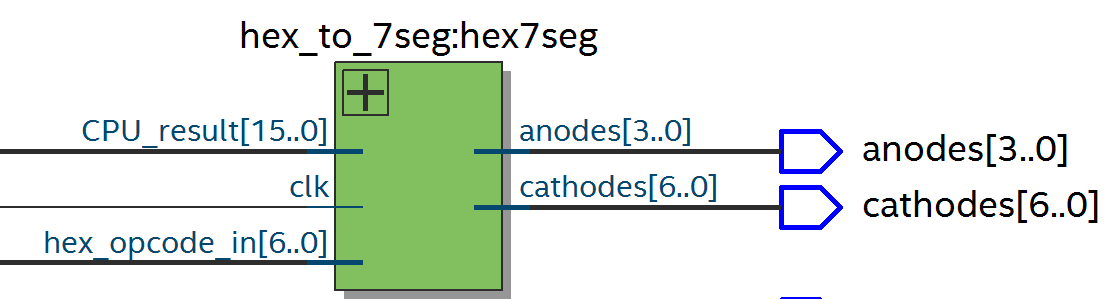 hex_to_7seg:hex7seg
CPU_result[15..0]
clk
hex_opcode_in[6..0]
anodes[3..0]
cathodes[6..0]
anodes[3..0]
cathodes[6..0]